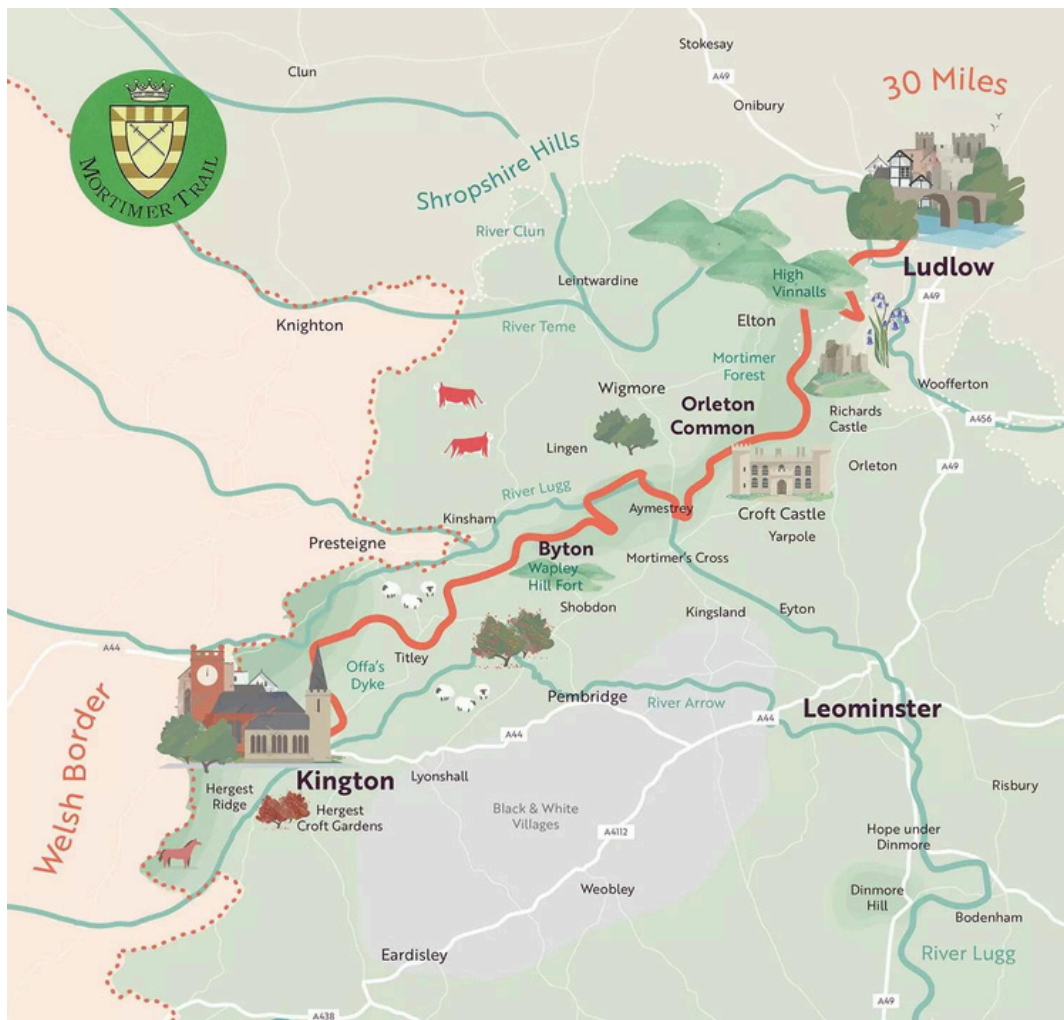 Stokesay
Clun
A49
30 Miles
Onibury
MORTIMER TRAIL
Shropshire Hills
River Clun
Leintwardine
High
Vinnalls
Ludlow
A49
Knighton
River Teme
Elton
Mortimer
Forest
Woofferton
Wigmore
Orleton
Common
Richards
Castle
A456
Lingen
Orleton
A49
River Lugg
Kinsham
Aymestrey
Croft Castle
Yarpole
Presteigne
Byton
Wapley
Hill Fort
Mortimer's Cross
Shobdon
Kingsland
Eyton
A44
Titley
Offa's
Dyke
Pembridge
River Arrow
Leominster
A44
A44
Welsh Border
Kington
Lyonshall
Hergest
Ridge
Hergest
Croft Gardens
Risbury
Black & White
Villages
A4112
Hope under
Dinmore
Weobley
Dinmore
Hill
Bodenham
Eardisley
River Lugg
A49
A438